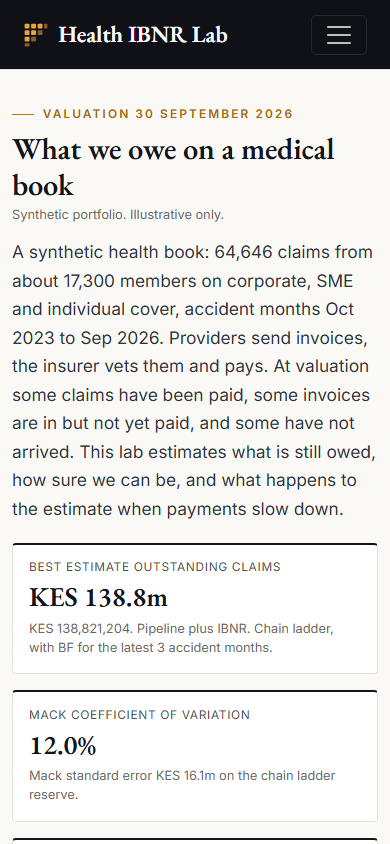 Health IBNR Lab
VALUATION 30 SEPTEMBER 2026
What we owe on a medical
book
Synthetic portfolio. Illustrative only.
A synthetic health book: 64,646 claims from
about 17,300 members on corporate, SME
and individual cover, accident months Oct
2023 to Sep 2026. Providers send invoices,
the insurer vets them and pays. At valuation
some claims have been paid, some invoices
are in but not yet paid, and some have not
arrived. This lab estimates what is still owed,
how sure we can be, and what happens to
the estimate when payments slow down.
BEST ESTIMATE OUTSTANDING CLAIMS
KES 138.8m
KES 138,821,204. Pipeline plus IBNR. Chain ladder,
with BF for the latest 3 accident months.
MACK COEFFICIENT OF VARIATION
12.0%
Mack standard error KES 16.1m on the chain ladder
reserve.